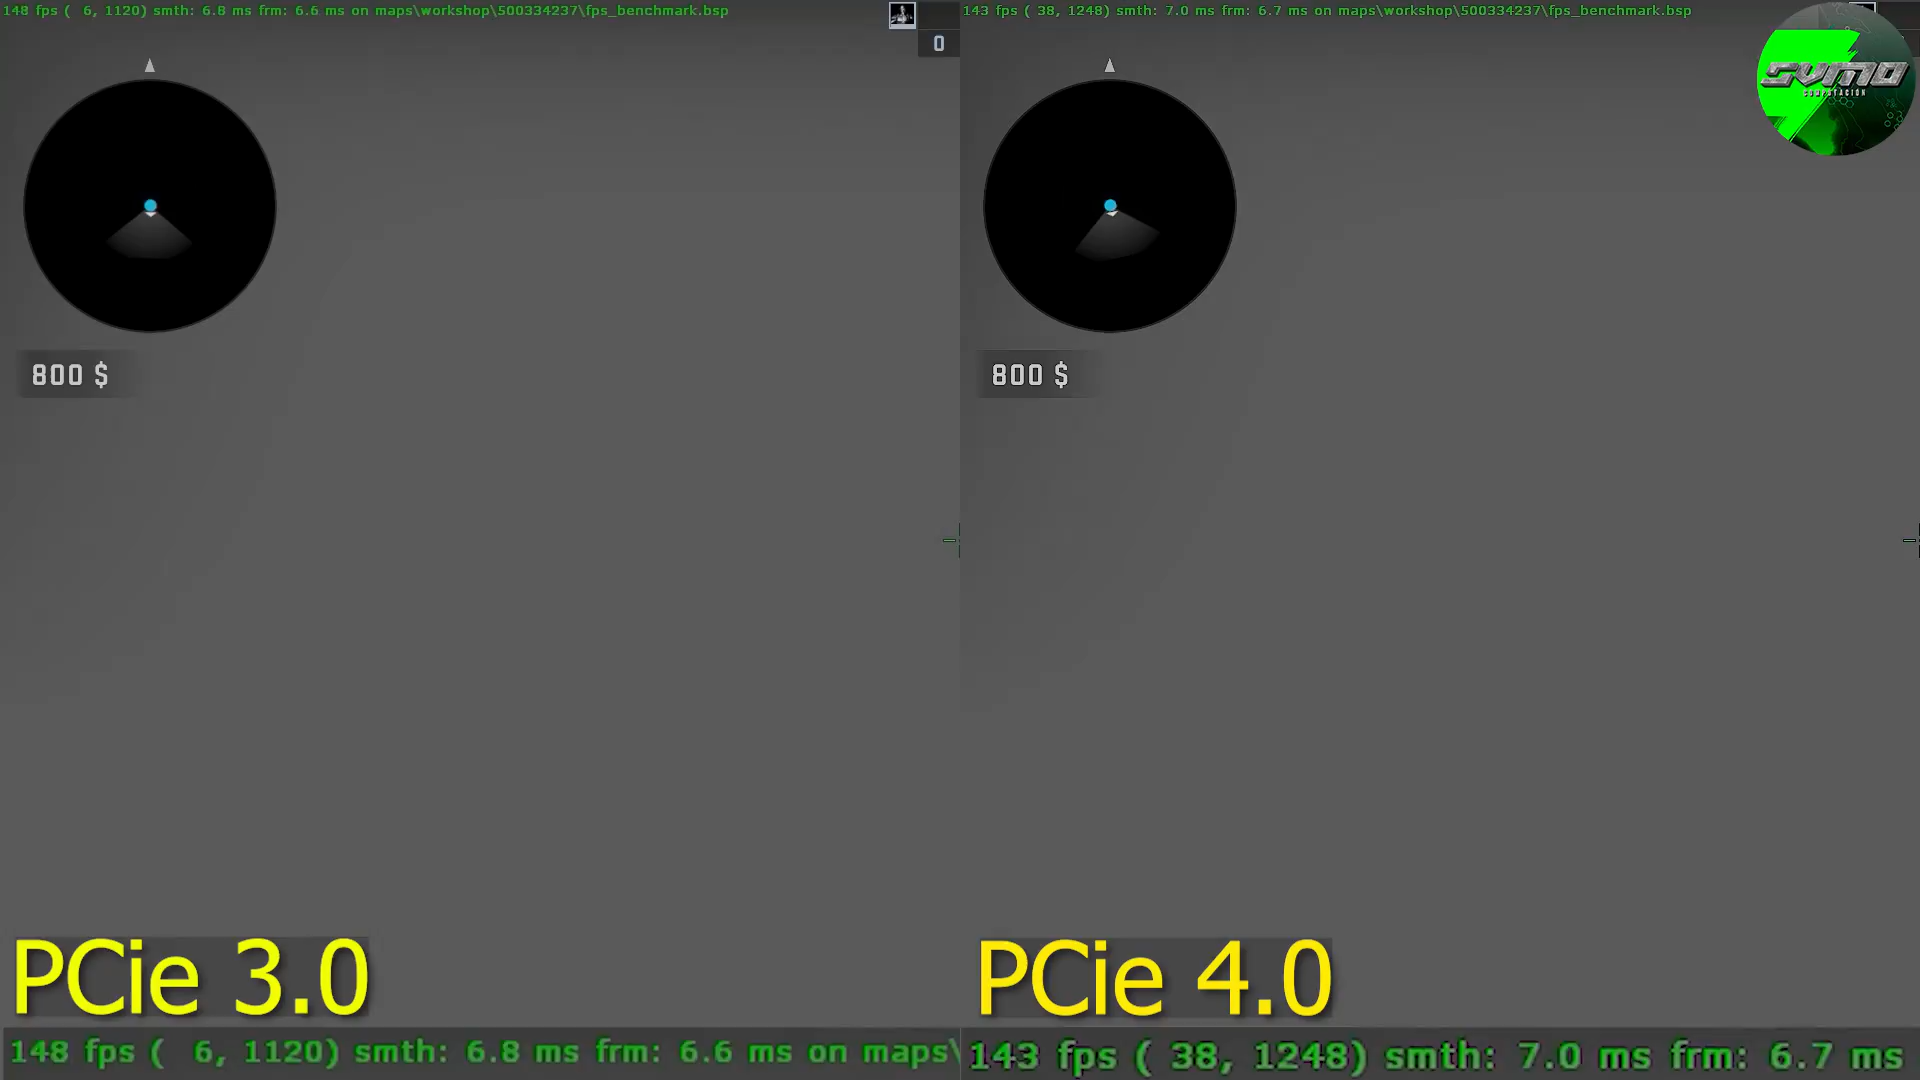 148 fps (  6, 1120) smth: 6.8 ms frm: 6.6 ms on maps\workshop\500334237\fps_benchmark.bsp
0
800 $
PCie 3.0
148 fps (  6, 1120) smth: 6.8 ms frm: 6.6 ms on maps\
143 fps ( 38, 1248) smth: 7.0 ms frm: 6.7 ms on maps\workshop\500334237\fps_benchmark.bsp
SVMO
COMPUTACION
800 $
PCie 4.0
143 fps ( 38, 1248) smth: 7.0 ms frm: 6.7 ms